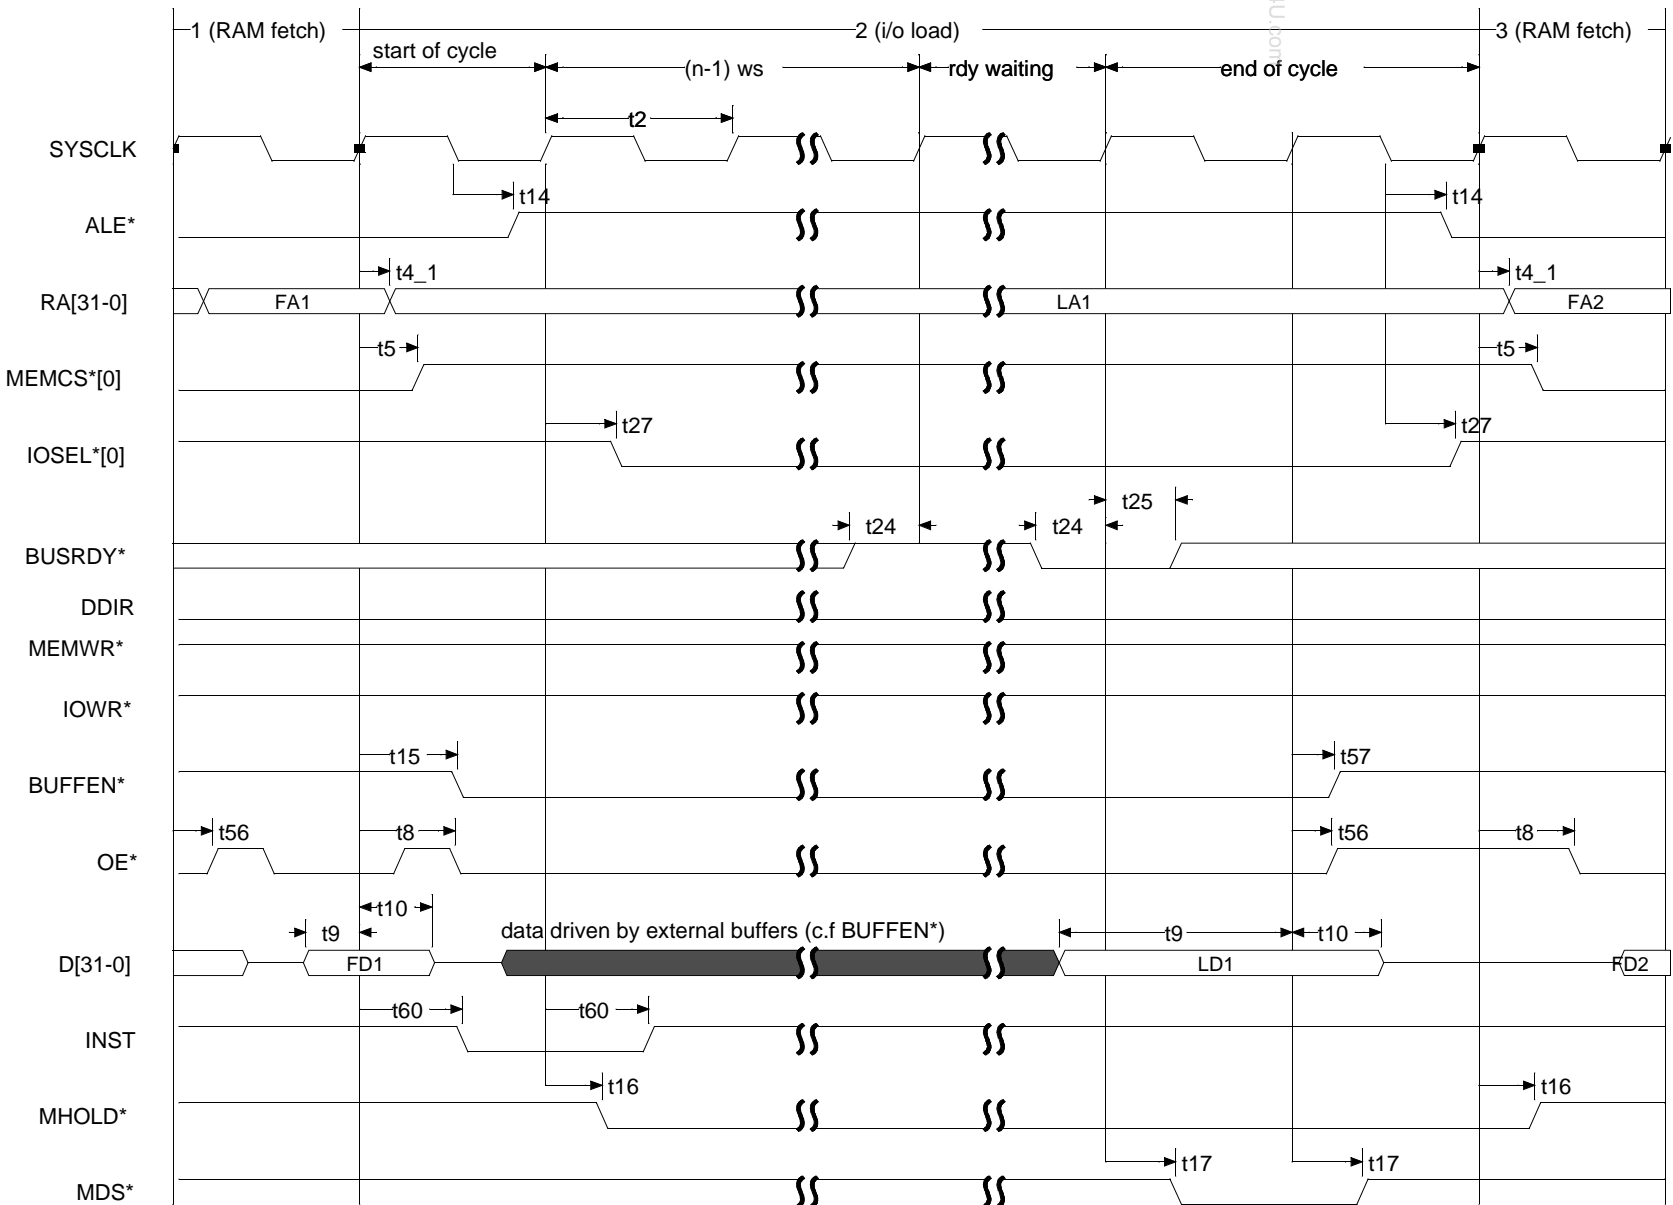 4U.com
1 (RAM fetch) 2 (i/o load) 3 (RAM fetch)
start of cycle
(n-1) ws rdy waiting end of cycle
t2
SYSCLK
t14 t14
ALE*
t4_1 t4_1
RA[31-0] FA1 LA1 FA2
t5 t5
MEMCS*[0]
t27 t27
IOSEL*[0]
t25
t24 t24
BUSRDY*
DDIR
MEMWR*
IOWR*
t15 t57
BUFFEN*
t56 t8 t56 t8
OE*
t10
t9 data driven by external buffers (c.f BUFFEN*) t9 t10
D[31-0] FD1 LD1 FD2
t60 t60
INST
t16 t16
MHOLD*
t17 t17
MDS*